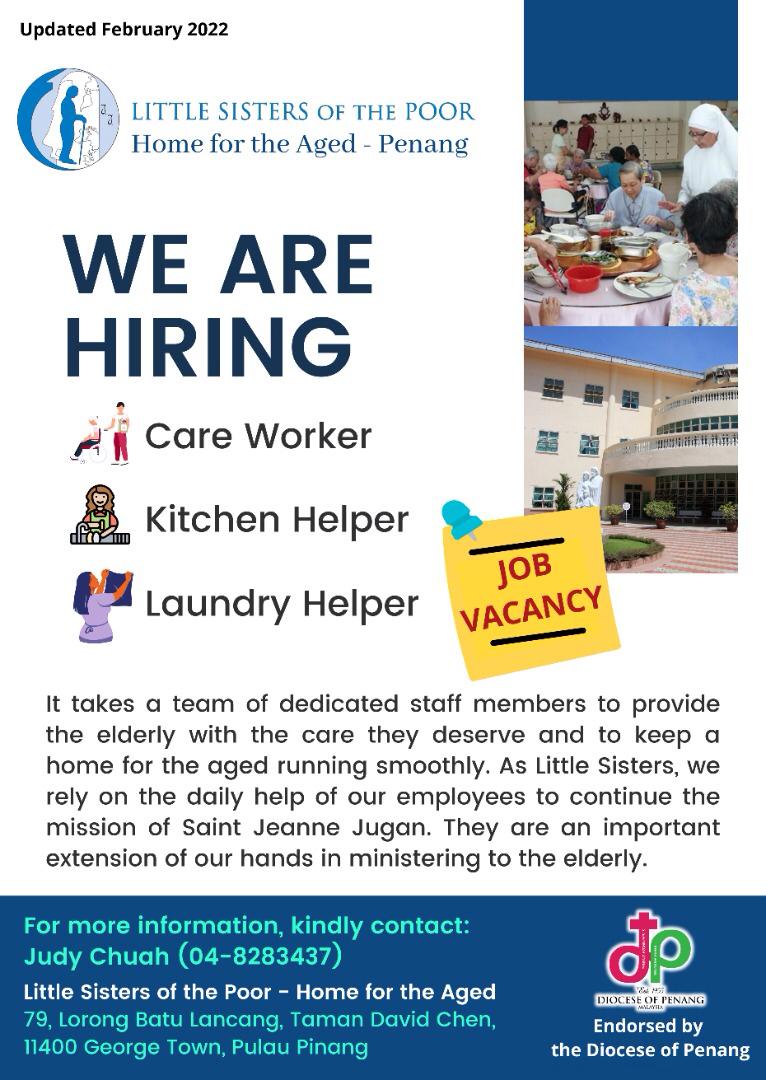 Updated February 2022
LITTLE SISTERS OF THE POOR
Home for the Aged - Penang
WE ARE
HIRING
Care Worker
Kitchen Helper
Laundry Helper
JOB
VACANCY
It takes a team of dedicated staff members to provide
the elderly with the care they deserve and to keep a
home for the aged running smoothly. As Little Sisters, we
rely on the daily help of our employees to continue the
mission of Saint Jeanne Jugan. They are an important
extension of our hands in ministering to the elderly.
For more information, kindly contact:
Judy Chuah (04-8283437)
Little Sisters of the Poor - Home for the Aged
79, Lorong Batu Lancang, Taman David Chen,
11400 George Town, Pulau Pinang
dp
Est. 1955
DIOCESE OF PENANG
MALAYSIA
Endorsed by
the Diocese of Penang